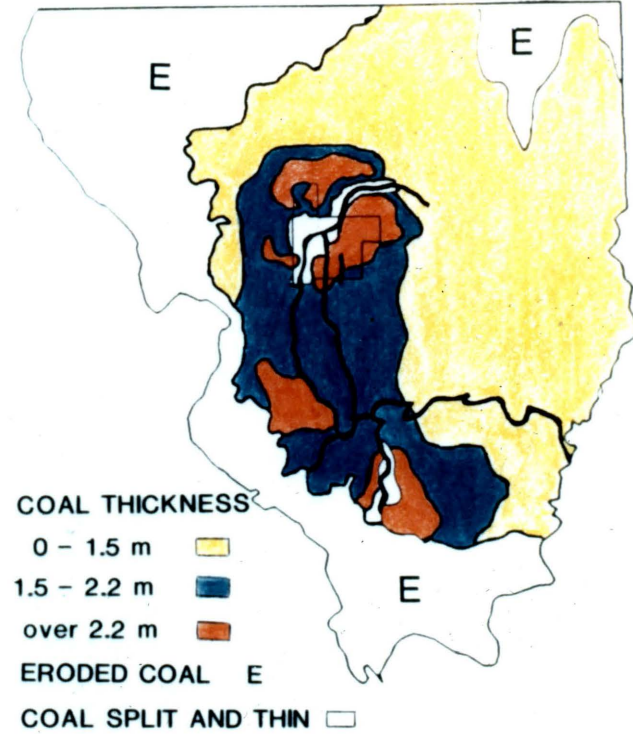 E
E
E
COAL THICKNESS
0 - 1.5 m
1.5 - 2.2 m
over 2.2 m
ERODED COAL E
COAL SPLIT AND THIN